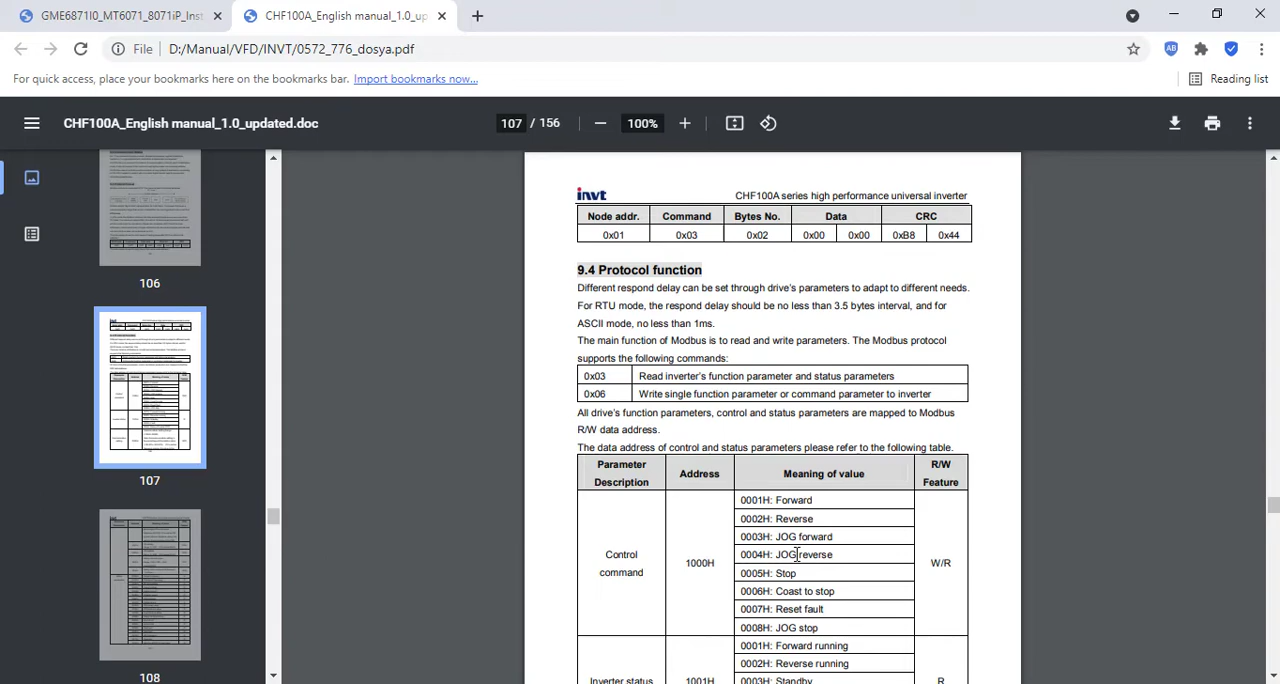 GME6871I0_MT6071_8071iP_Inst
CHF100A_English manual_1.0_up
File | D:/Manual/VFD/INVT/0572_776_dosya.pdf
For quick access, place your bookmarks here on the bookmarks bar. Import bookmarks now...
Reading list
CHF100A_English manual_1.0_updated.doc
107 / 156
100%
106
107
108
invt CHF100A series high performance universal inverter
Node addr. Command Bytes No. Data CRC
0x01 0x03 0x02 0x00 0x00 0xB8 0x44
9.4 Protocol function
Different respond delay can be set through drive's parameters to adapt to different needs.
For RTU mode, the respond delay should be no less than 3.5 bytes interval, and for
ASCII mode, no less than 1ms.
The main function of Modbus is to read and write parameters. The Modbus protocol
supports the following commands:
0x03 Read inverter's function parameter and status parameters
0x06 Write single function parameter or command parameter to inverter
All drive's function parameters, control and status parameters are mapped to Modbus
R/W data address.
The data address of control and status parameters please refer to the following table.
Parameter Description Address Meaning of value R/W Feature
Control command 1000H W/R
0001H: Forward
0002H: Reverse
0003H: JOG forward
0004H: JOG reverse
0005H: Stop
0006H: Coast to stop
0007H: Reset fault
0008H: JOG stop
Inverter status 1001H R
0001H: Forward running
0002H: Reverse running
0003H: Standby